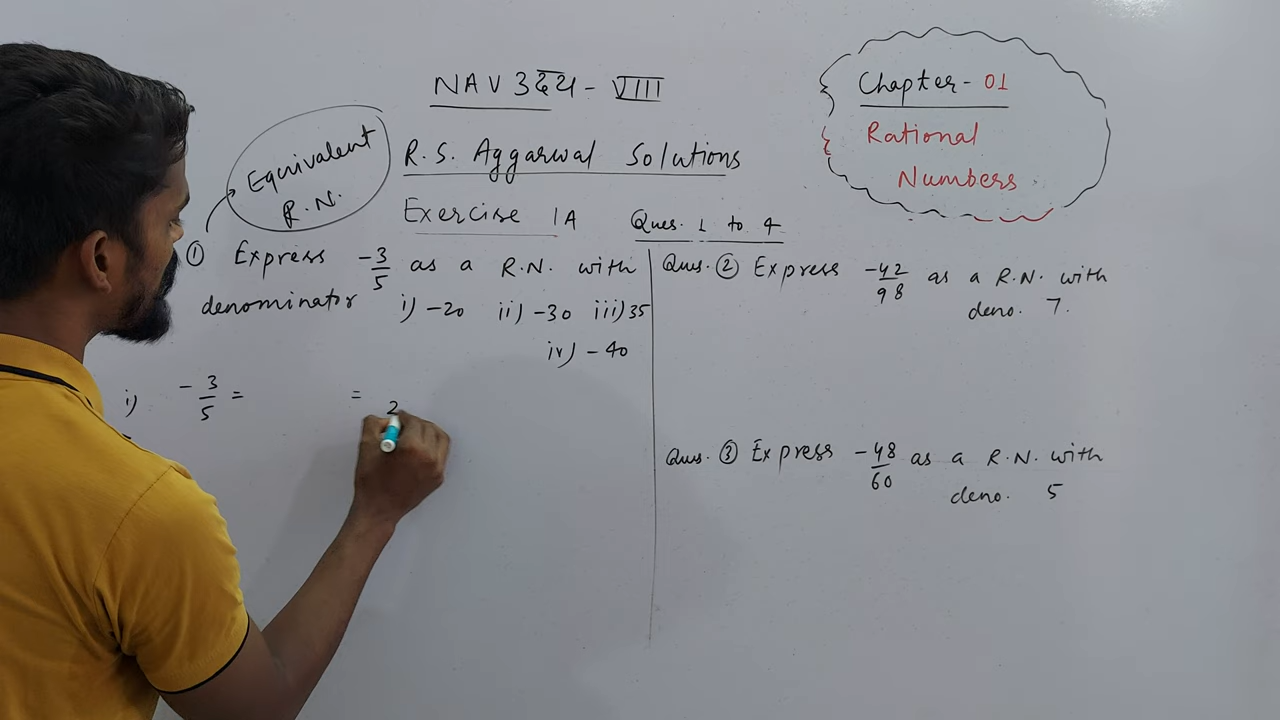 NAV उदय - VIII
Chapter - 01
Rational
Numbers
R.S. Aggarwal Solutions
Exercise 1A
Ques. 1 to 4
Equivalent
R.N.
① Express -3/5 as a R.N. with
denominator i) -20 ii) -30 iii) 35
iv) -40
i) -3/5 = =
2
Ques. ② Express -42/98 as a R.N. with
deno. 7.
Ques. ③ Express -48/60 as a R.N. with
deno. 5